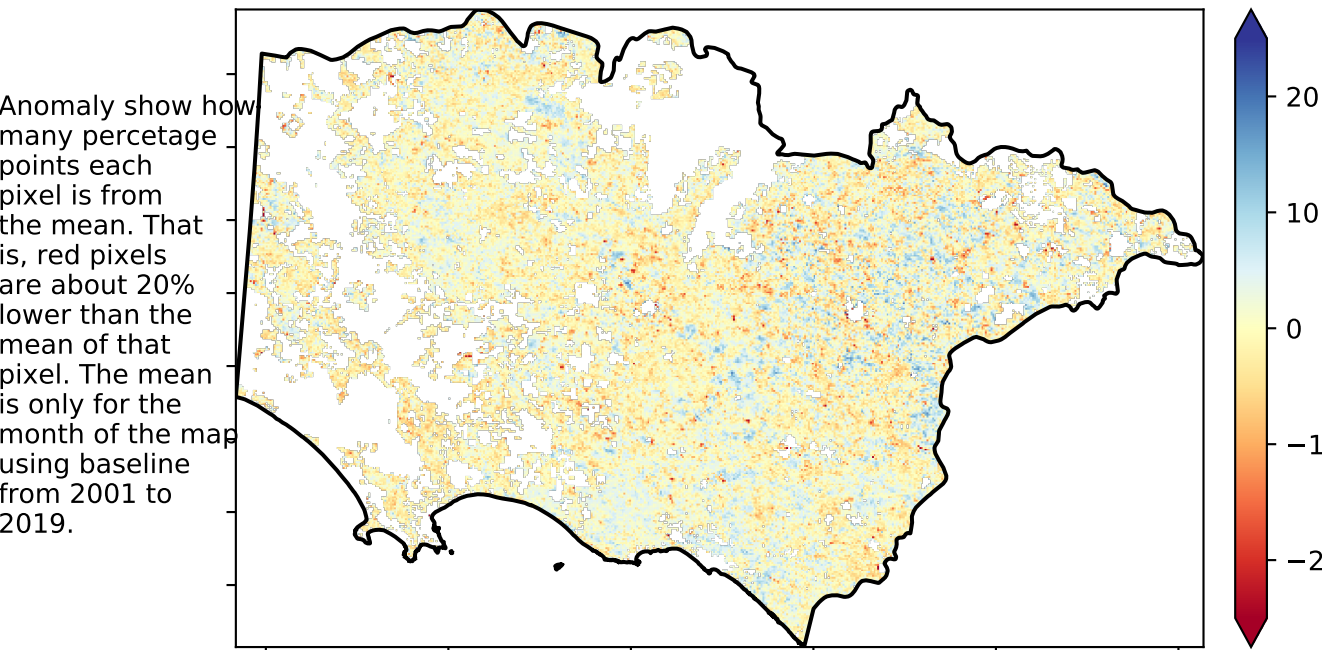 Anomaly show how
many percetage
points each
pixel is from
the mean. That
is, red pixels
are about 20%
lower than the
mean of that
pixel. The mean
is only for the
month of the map
using baseline
from 2001 to
2019.
20
10
0
−1
−2